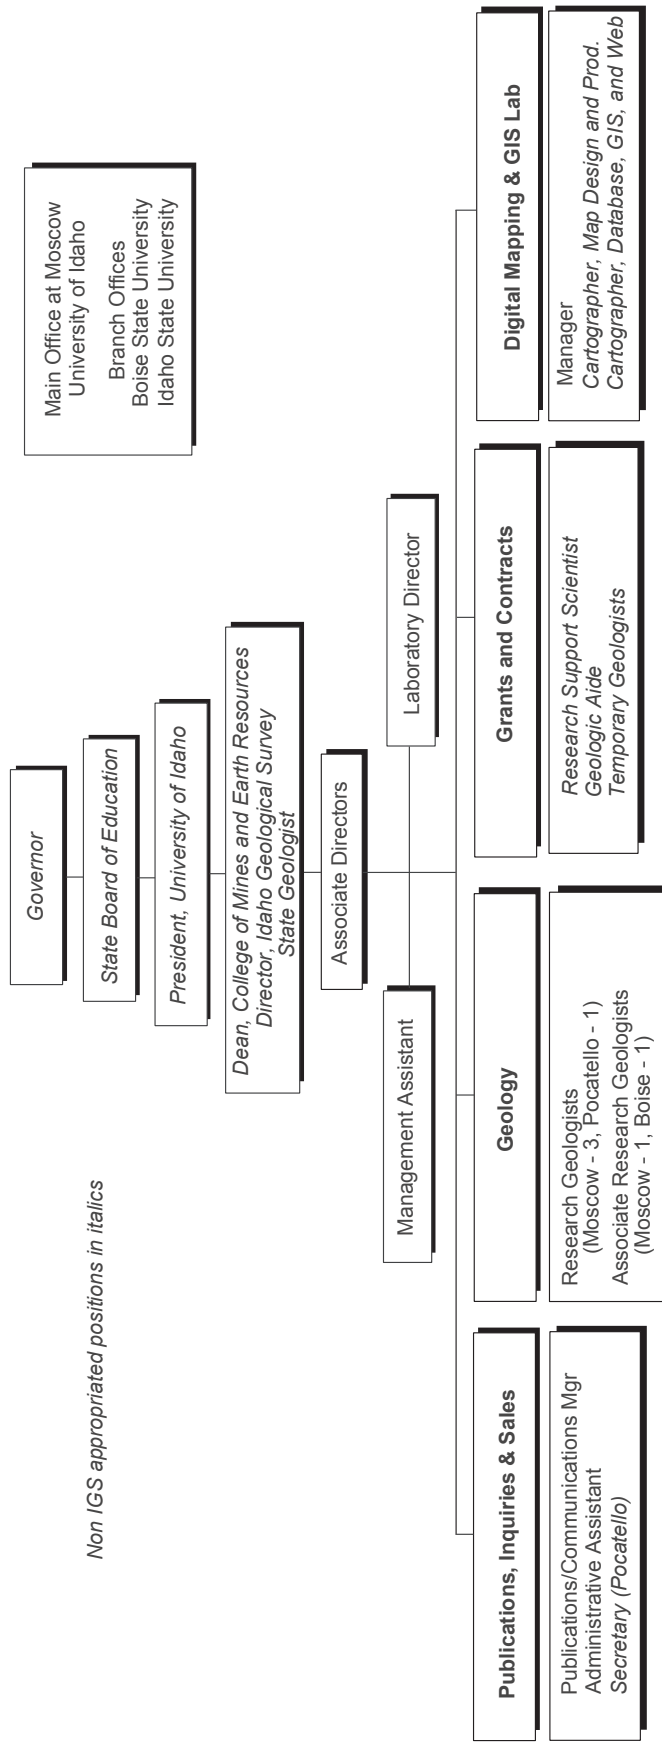 Governor
State Board of Education
President, University of Idaho
Dean, College of Mines and Earth Resources
Director, Idaho Geological Survey
State Geologist
Associate Directors
Main Office at Moscow
University of Idaho
Branch Offices
Boise State University
Idaho State University
Non IGS appropriated positions in italics
Management Assistant
Laboratory Director
Publications, Inquiries & Sales
Publications/Communications Mgr
Administrative Assistant
Secretary (Pocatello)
Geology
Research Geologists
(Moscow - 3, Pocatello - 1)
Associate Research Geologists
(Moscow - 1, Boise - 1)
Grants and Contracts
Research Support Scientist
Geologic Aide
Temporary Geologists
Digital Mapping & GIS Lab
Manager
Cartographer, Map Design and Prod.
Cartographer, Database, GIS, and Web